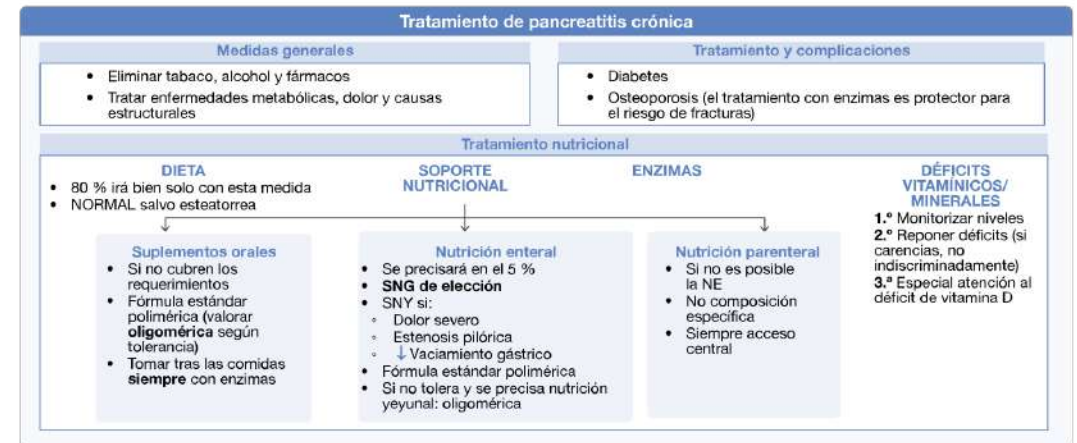 Tratamiento de pancreatitis crónica
Medidas generales
• Eliminar tabaco, alcohol y fármacos
• Tratar enfermedades metabólicas, dolor y causas
estructurales
Tratamiento y complicaciones
• Diabetes
• Osteoporosis (el tratamiento con enzimas es protector para
el riesgo de fracturas)
Tratamiento nutricional
DIETA
• 80 % irá bien solo con esta medida
• NORMAL salvo esteatorrea
SOPORTE
NUTRICIONAL
Suplementos orales
• Si no cubren los
requerimientos
• Fórmula estándar
polimérica (valorar
oligomérica según
tolerancia)
• Tomar tras las comidas
siempre con enzimas
Nutrición enteral
• Se precisará en el 5 %
• SNG de elección
• SNY si:
◦ Dolor severo
◦ Estenosis pilórica
◦ ↓ Vaciamiento gástrico
• Fórmula estándar polimérica
• Si no tolera y se precisa nutrición
yeyunal: oligomérica
Nutrición parenteral
• Si no es posible
la NE
• No composición
específica
• Siempre acceso
central
ENZIMAS
DÉFICITS
VITAMÍNICOS/
MINERALES
1.º Monitorizar niveles
2.º Reponer déficits (si
carencias, no
indiscriminadamente)
3.ª Especial atención al
déficit de vitamina D